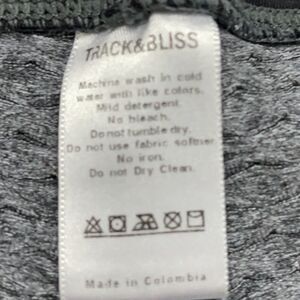 TRACK&BLISS
Machine wash in cold
water with like colors.
Mild detergent.
No bleach.
Do not tumble dry.
Do not use fabric softner
No iron.
Do not Dry Clean.
Made in Colombia